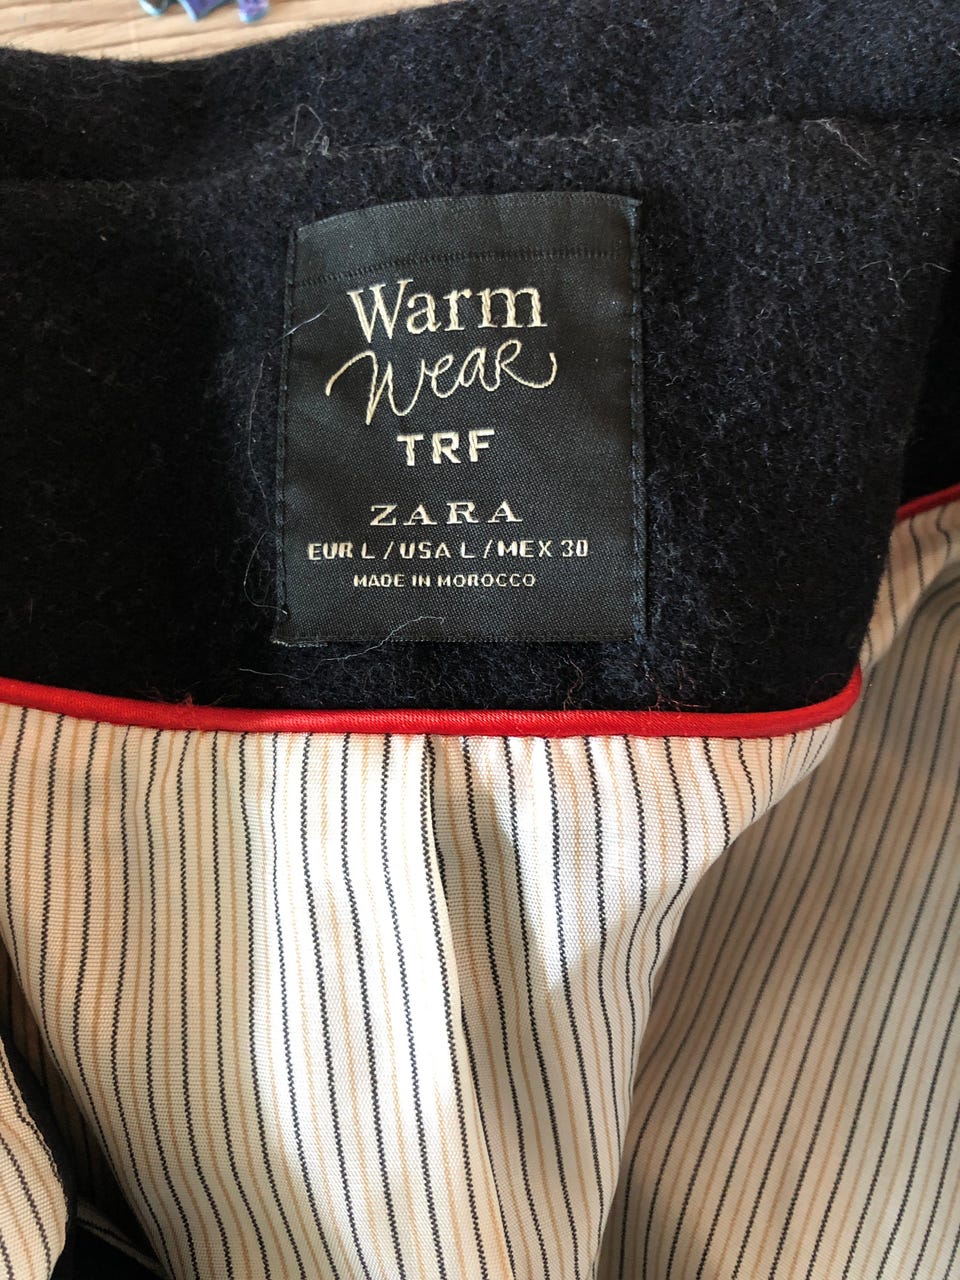 Warm
Wear
TRF
ZARA
EUR L / USA L / MEX 30
MADE IN MOROCCO